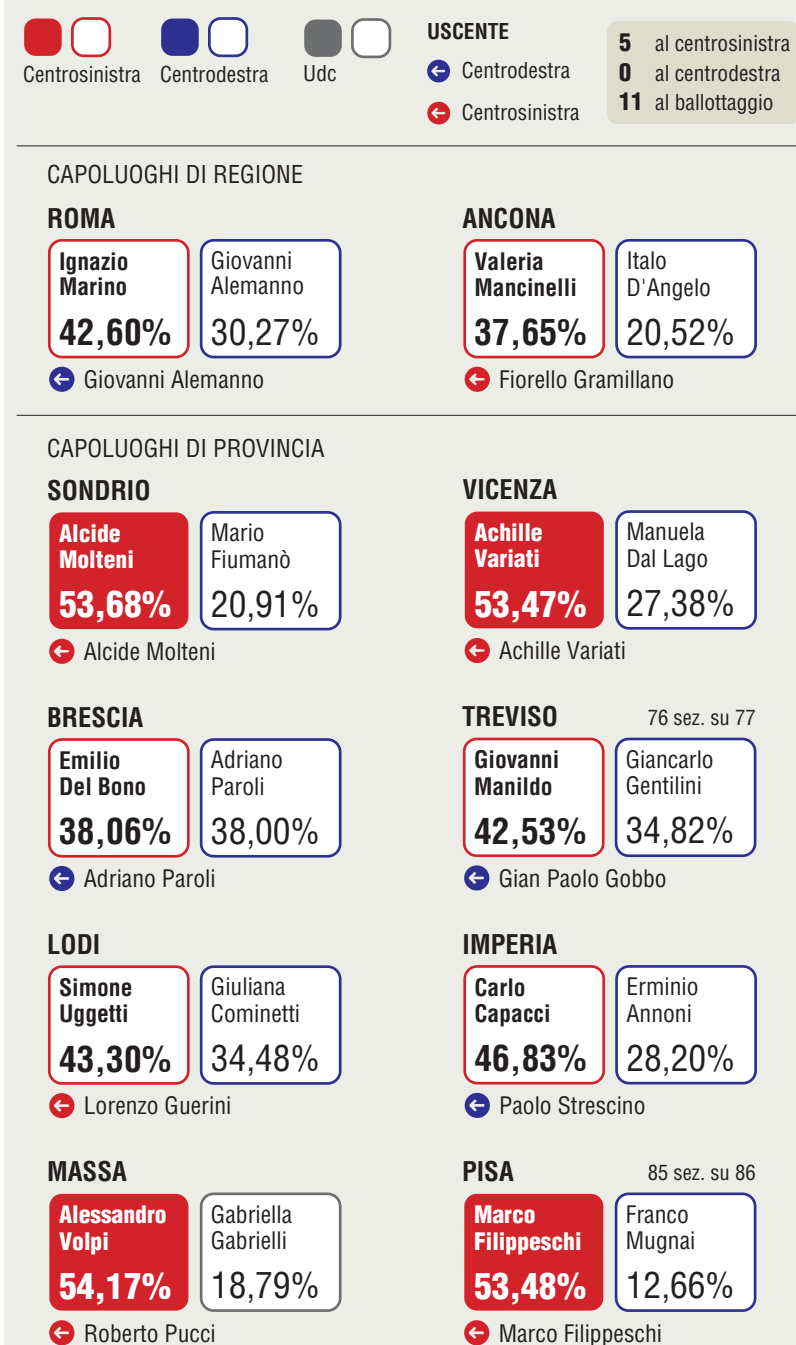 Centrosinistra
Centrodestra
Udc
USCENTE
Centrodestra
Centrosinistra
5 al centrosinistra
0 al centrodestra
11 al ballottaggio
CAPOLUOGHI DI REGIONE
ROMA
Ignazio
Marino
42,60%
Giovanni
Alemanno
30,27%
Giovanni Alemanno
ANCONA
Valeria
Mancinelli
37,65%
Italo
D'Angelo
20,52%
Fiorello Gramillano
CAPOLUOGHI DI PROVINCIA
SONDRIO
Alcide
Molteni
53,68%
Mario
Fiumanò
20,91%
Alcide Molteni
VICENZA
Achille
Variati
53,47%
Manuela
Dal Lago
27,38%
Achille Variati
BRESCIA
Emilio
Del Bono
38,06%
Adriano
Paroli
38,00%
Adriano Paroli
TREVISO 76 sez. su 77
Giovanni
Manildo
42,53%
Giancarlo
Gentilini
34,82%
Gian Paolo Gobbo
LODI
Simone
Uggetti
43,30%
Giuliana
Cominetti
34,48%
Lorenzo Guerini
IMPERIA
Carlo
Capacci
46,83%
Erminio
Annoni
28,20%
Paolo Strescino
MASSA
Alessandro
Volpi
54,17%
Gabriella
Gabrielli
18,79%
Roberto Pucci
PISA 85 sez. su 86
Marco
Filippeschi
53,48%
Franco
Mugnai
12,66%
Marco Filippeschi